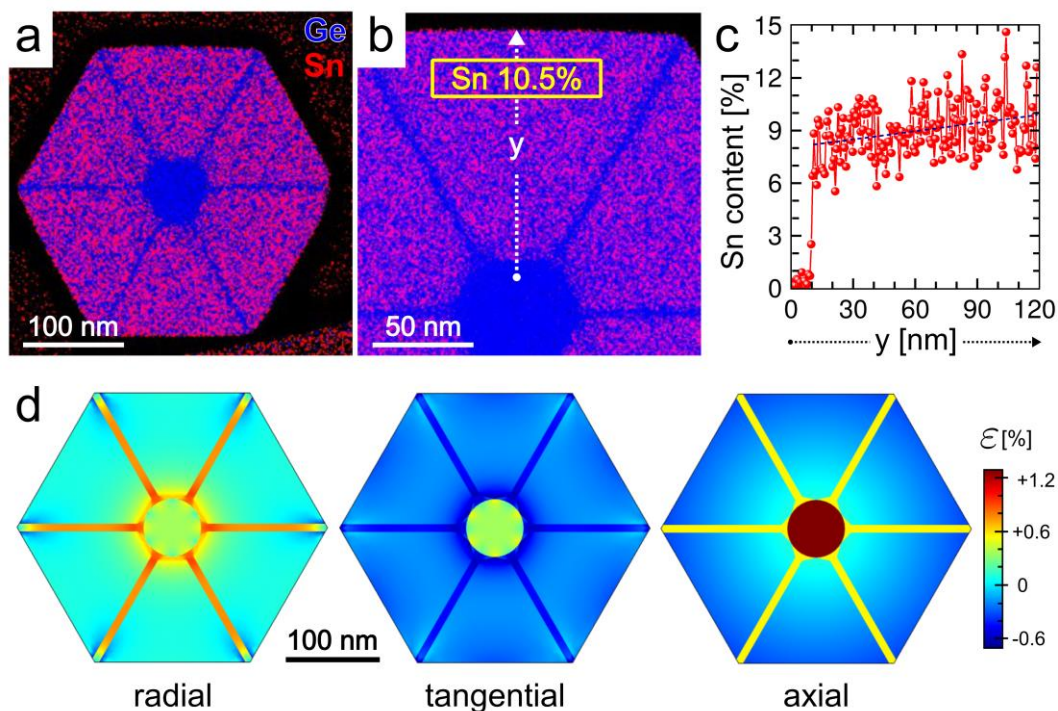 a
Ge
Sn
100 nm
b
Sn 10.5%
y
50 nm
c
Sn content [%]
15
12
9
6
3
0
0 30 60 90 120
y [nm]
d
ε [%]
+1.2
+0.6
0
-0.6
100 nm
radial tangential axial